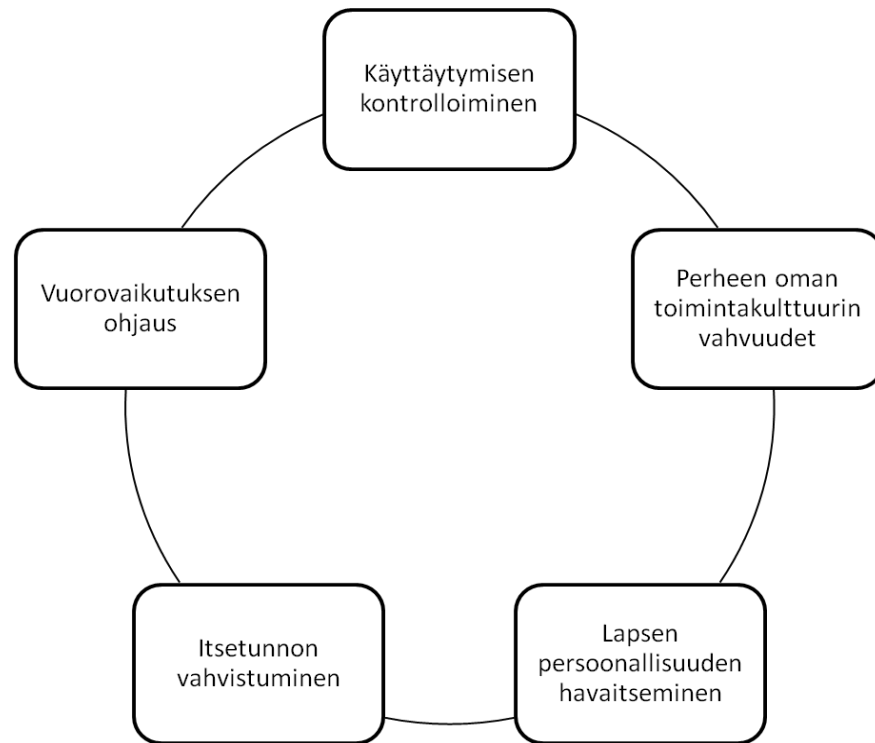 Käyttäytymisen
kontrolloiminen
Perheen oman
toimintakulttuurin
vahvuudet
Lapsen
persoonallisuuden
havaitseminen
Itsetunnon
vahvistuminen
Vuorovaikutuksen
ohjaus